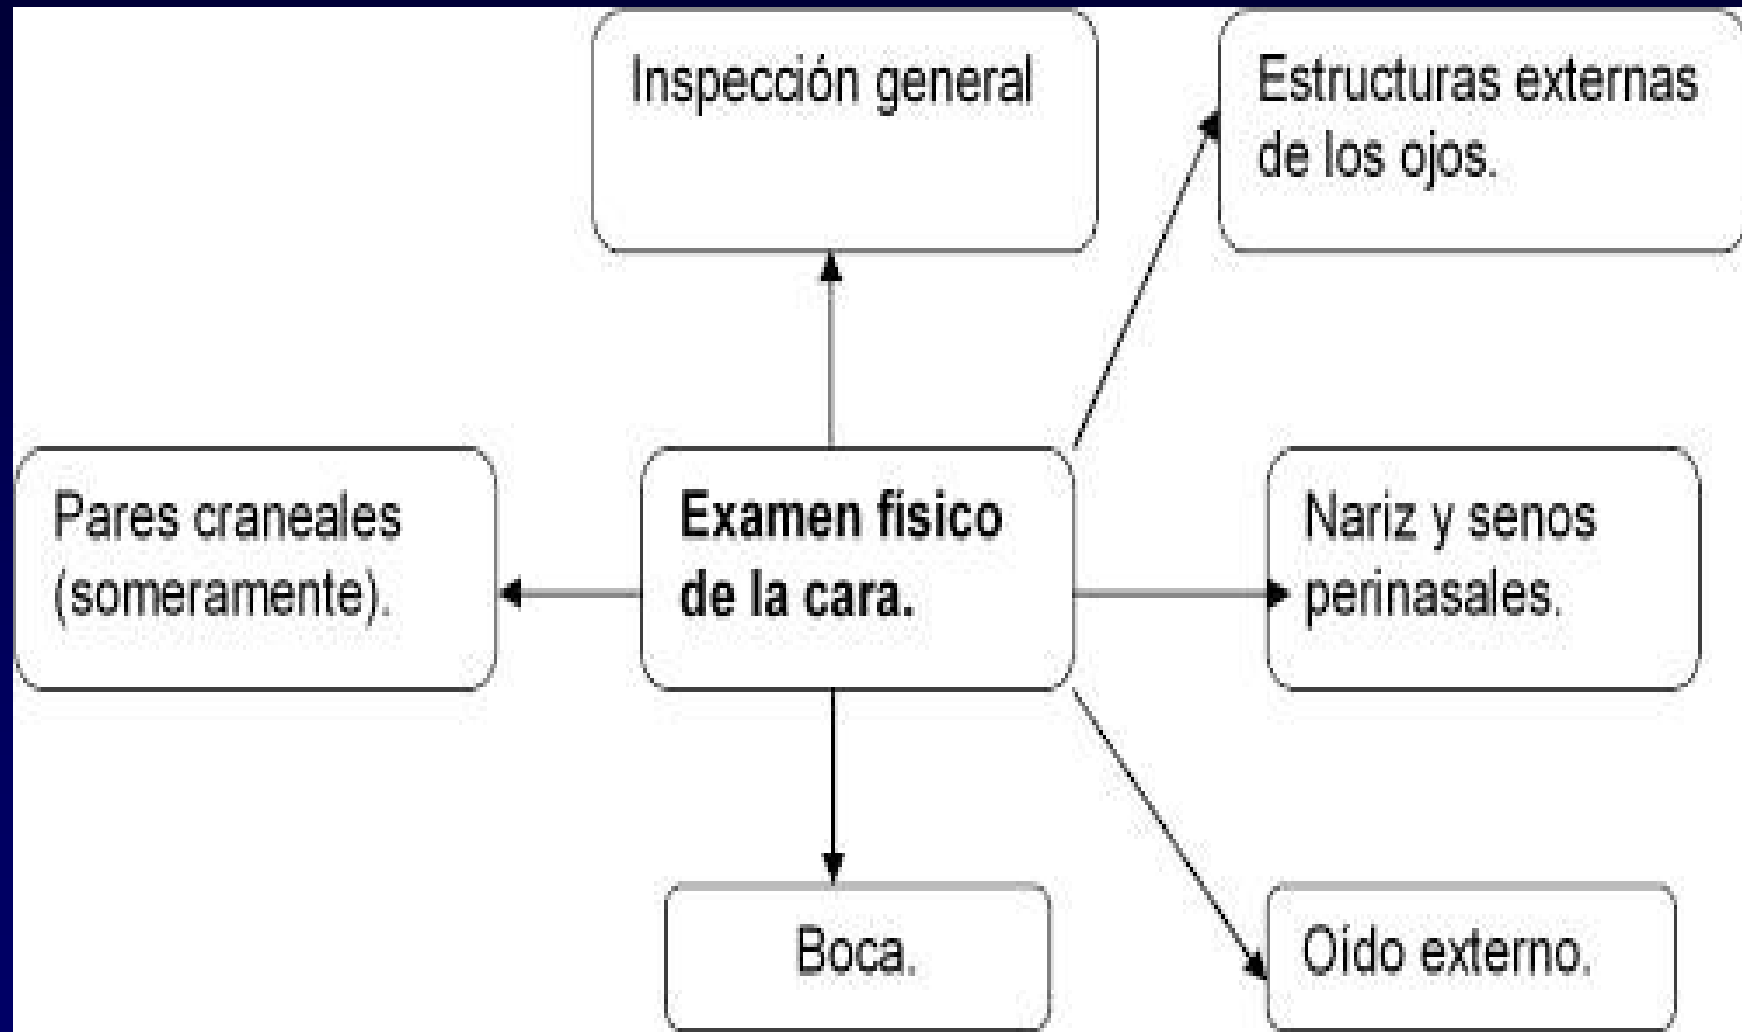 Inspección general
Estructuras externas
de los ojos.
Pares craneales
(someramente).
Examen físico
de la cara.
Nariz y senos
perinasales.
Boca.
Oído externo.